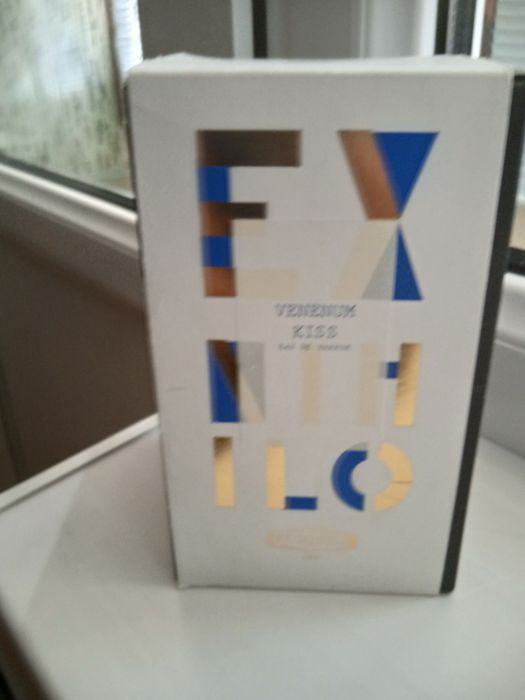 EX
VENENUM
KISS
EAU DE PARFUM
NIH
ILO